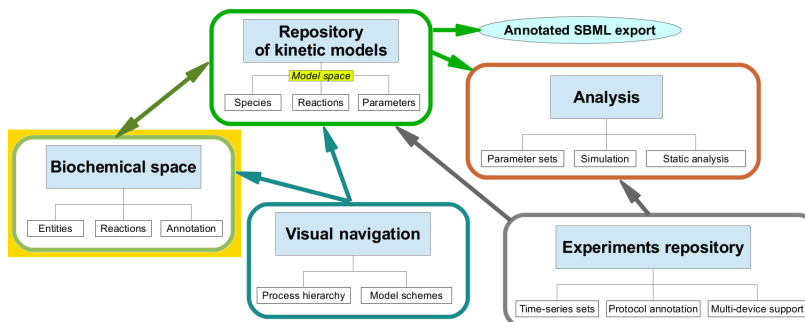 Repository
of kinetic models
Model space
Species
Reactions
Parameters
Annotated SBML export
Analysis
Parameter sets
Simulation
Static analysis
Biochemical space
Entities
Reactions
Annotation
Visual navigation
Process hierarchy
Model schemes
Experiments repository
Time-series sets
Protocol annotation
Multi-device support